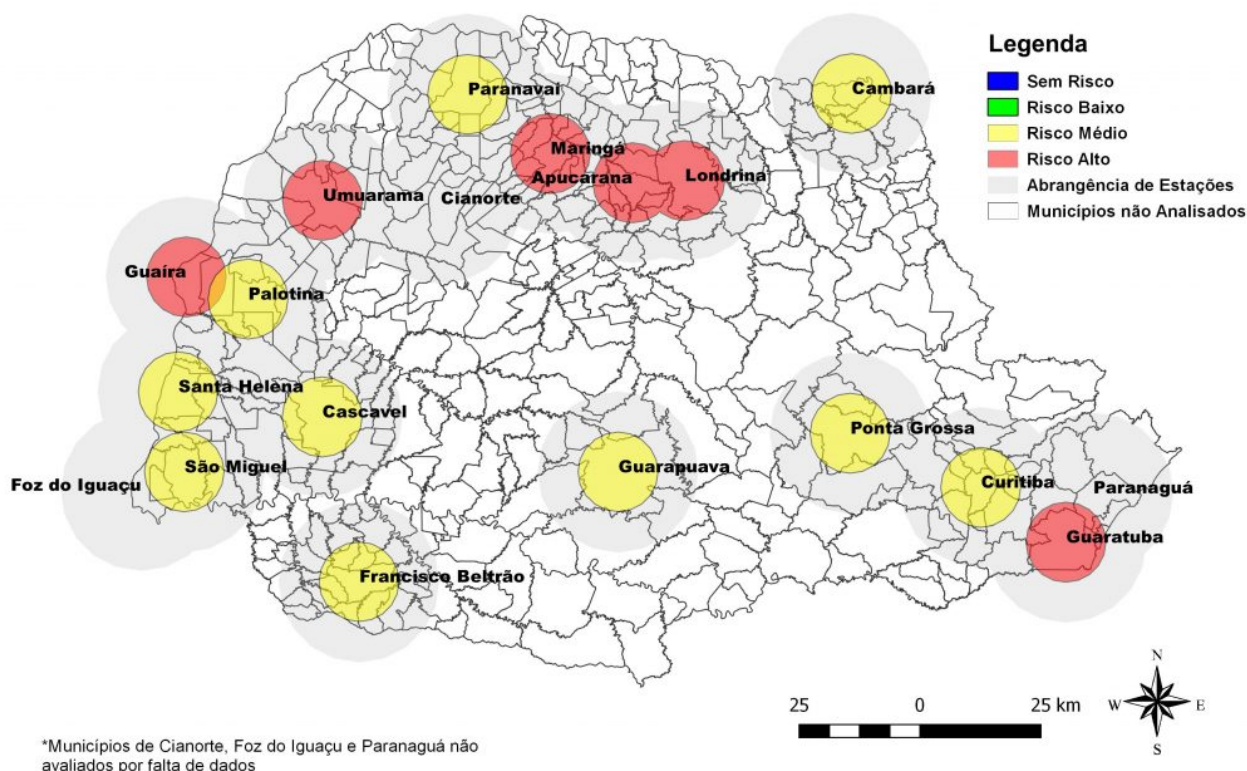 Legenda
Sem Risco
Risco Baixo
Risco Médio
Risco Alto
Abrangência de Estações
Municípios não Analisados
Paranavaí
Cambará
Maringá
Apucarana
Londrina
Umuarama
Cianorte
Guaíra
Palotina
Santa Helena
Cascavel
Ponta Grossa
São Miguel
Guarapuava
Foz do Iguaçu
Curitiba
Paranaguá
Guaratuba
Francisco Beltrão
N
W
E
S
25 0 25 km
*Municípios de Cianorte, Foz do Iguaçu e Paranaguá não
avaliados por falta de dados